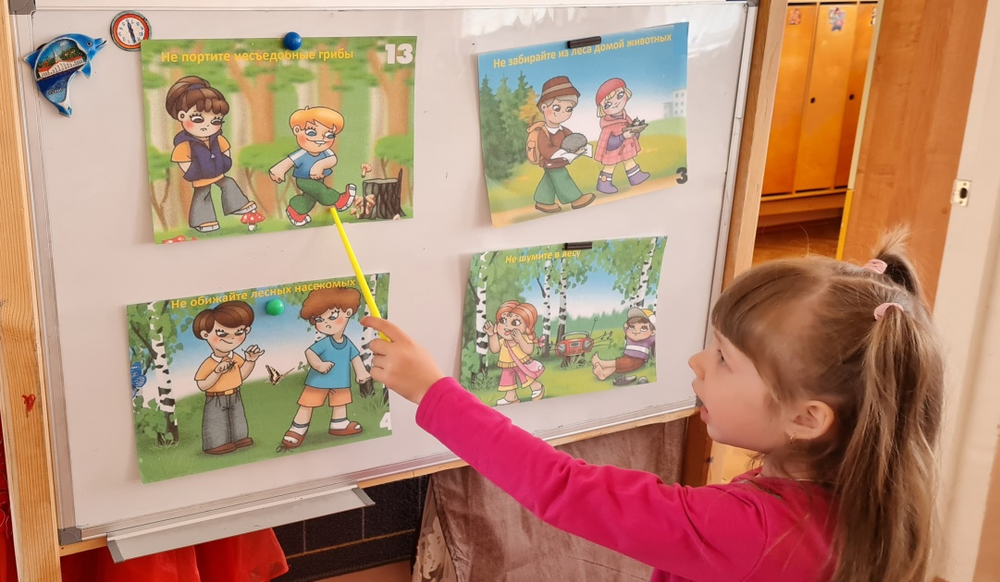 Не портите несъедобные грибы
13
Не забирайте из леса домой животных
3
Не обижайте лесных насекомых
4
Не шумите в лесу